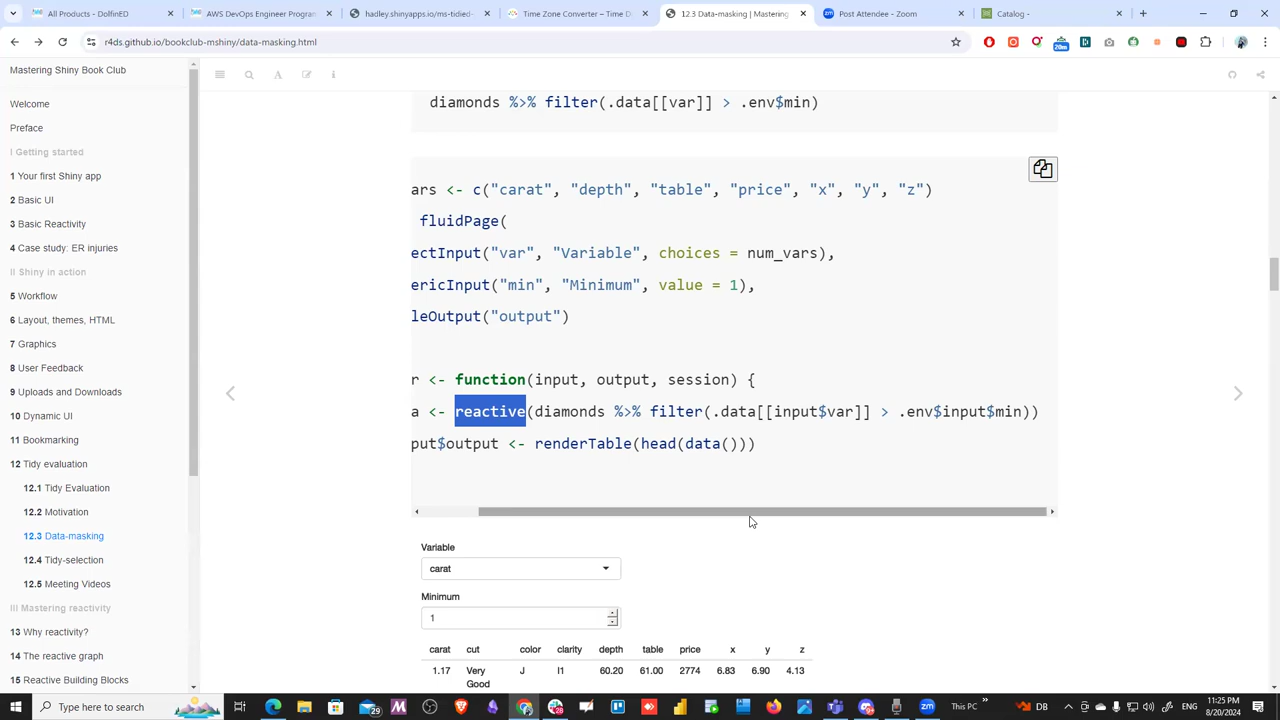 All Products - DolfinED
AWS DevOps Engineer Program
hadley.shinyapps.io/ms-tidied-
Time Zone Converter – Time D
12.3 Data-masking | Mastering
Post Attendee - Zoom
Catalog -
r4ds.github.io/bookclub-mshiny/data-masking.html
20m
Mastering Shiny Book Club
Welcome
Preface
I Getting started
1 Your first Shiny app
2 Basic UI
3 Basic Reactivity
4 Case study: ER injuries
II Shiny in action
5 Workflow
6 Layout, themes, HTML
7 Graphics
8 User Feedback
9 Uploads and Downloads
10 Dynamic UI
11 Bookmarking
12 Tidy evaluation
12.1 Tidy Evaluation
12.2 Motivation
12.3 Data-masking
12.4 Tidy-selection
12.5 Meeting Videos
III Mastering reactivity
13 Why reactivity?
14 The reactive graph
15 Reactive Building Blocks
diamonds %>% filter(.data[[var]] > .env$min)
ars <- c("carat", "depth", "table", "price", "x", "y", "z")
fluidPage(
ectInput("var", "Variable", choices = num_vars),
ericInput("min", "Minimum", value = 1),
leOutput("output")
r <- function(input, output, session) {
a <- reactive(diamonds %>% filter(.data[[input$var]] > .env$input$min))
put$output <- renderTable(head(data()))
Variable
carat
Minimum
1
carat cut color clarity depth table price x y z
1.17 Very Good J I1 60.20 61.00 2774 6.83 6.90 4.13
Type here to search
29
This PC
DB
11:25 PM
8/20/2024